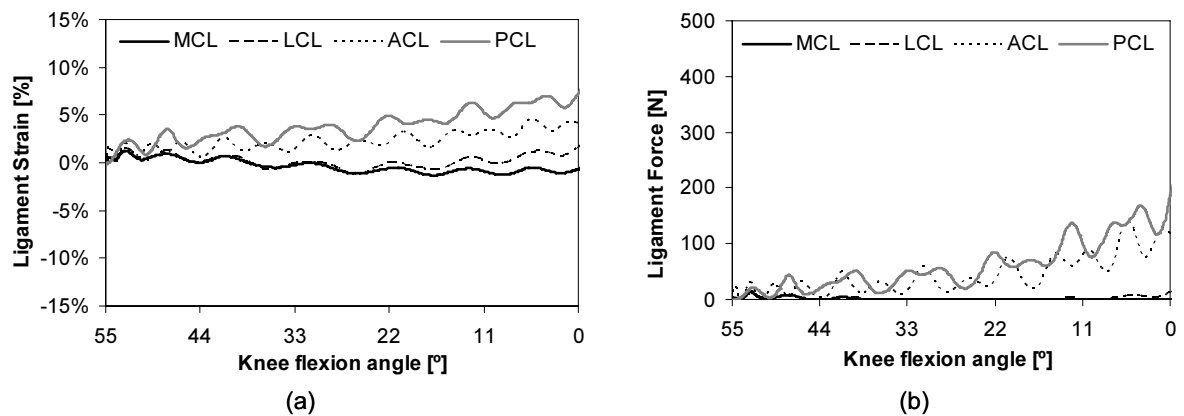 15%
10%
5%
0%
-5%
-10%
-15%
Ligament Strain [%]
MCL LCL ACL PCL
55 44 33 22 11 0
Knee flexion angle [º]
(a)
500
400
300
200
100
0
Ligament Force [N]
MCL LCL ACL PCL
55 44 33 22 11 0
Knee flexion angle [º]
(b)